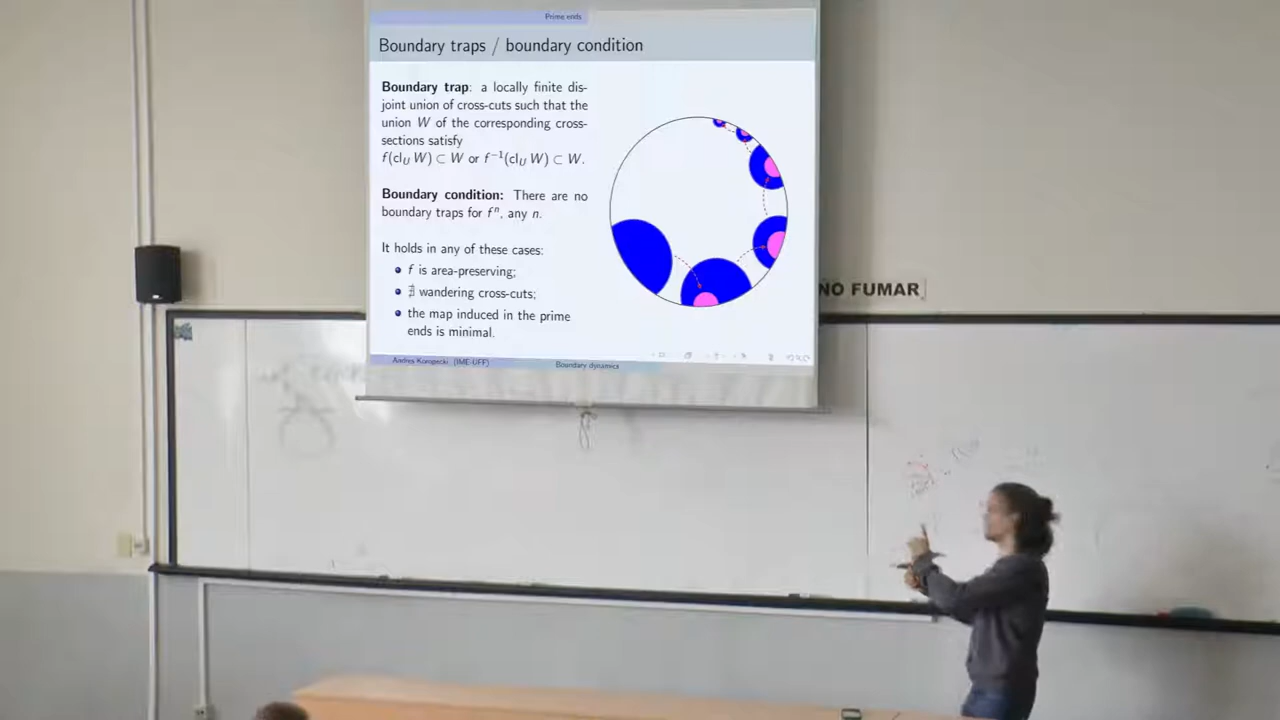 Prime ends
Boundary traps / boundary condition
Boundary trap: a locally finite dis-
joint union of cross-cuts such that the
union W of the corresponding cross-
sections satisfy
f(cl_U W) ⊂ W or f⁻¹(cl_U W) ⊂ W.
Boundary condition: There are no
boundary traps for fⁿ, any n.
It holds in any of these cases:
• f is area-preserving;
• ∄ wandering cross-cuts;
• the map induced in the prime
ends is minimal.
Andres Koropecki (IME-UFF)
Boundary dynamics
NO FUMAR